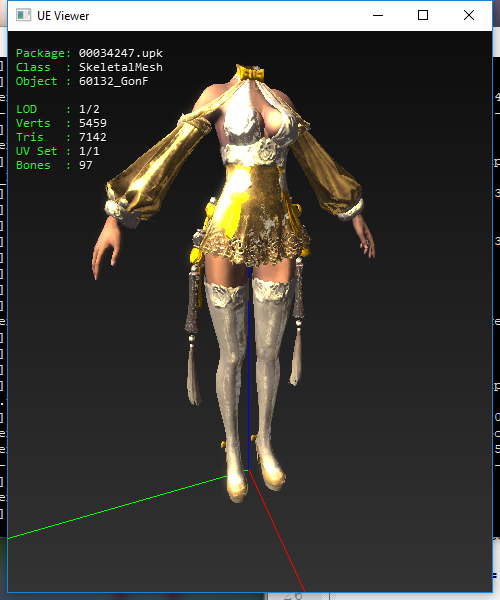 UE Viewer
Package: 00034247.upk
Class : SkeletalMesh
Object : 60132_GonF
LOD : 1/2
Verts : 5459
Tris : 7142
UV Set : 1/1
Bones : 97
26